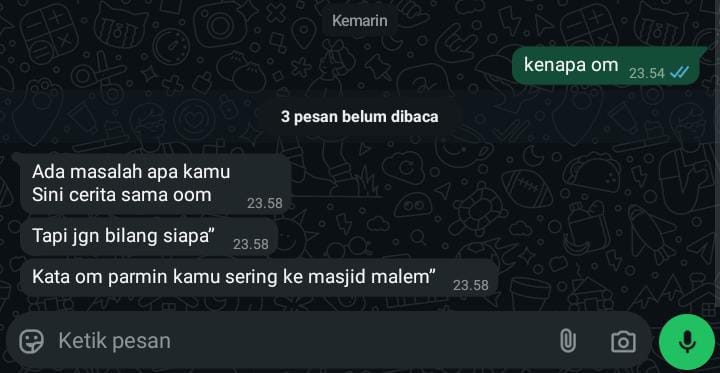 Kemarin
kenapa om 23.54
3 pesan belum dibaca
Ada masalah apa kamu
Sini cerita sama oom 23.58
Tapi jgn bilang siapa” 23.58
Kata om parmin kamu sering ke masjid malem” 23.58
Ketik pesan